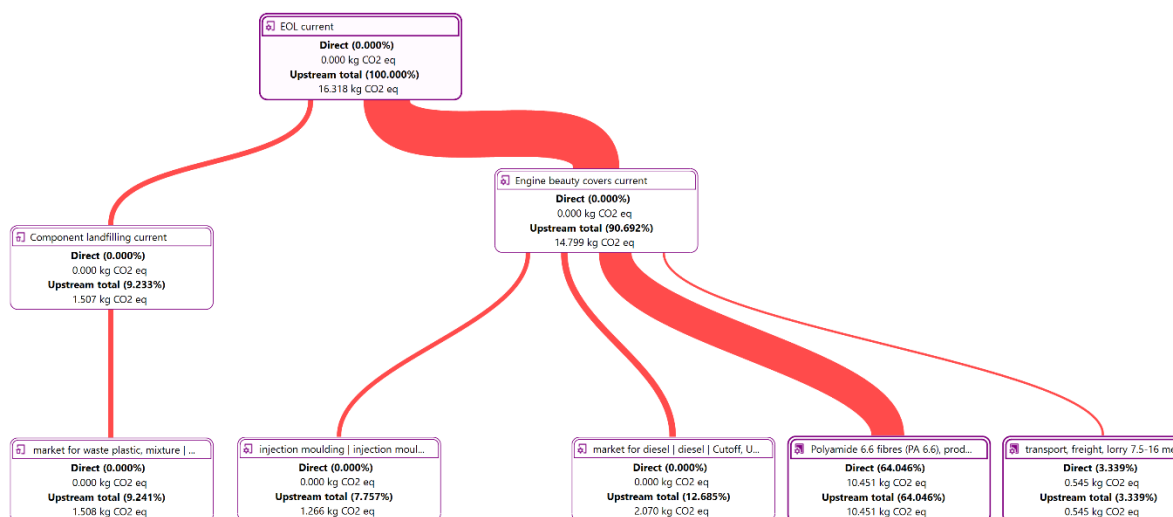 EOL current
Direct (0.000%)
0.000 kg CO2 eq
Upstream total (100.000%)
16.318 kg CO2 eq
Engine beauty covers current
Direct (0.000%)
0.000 kg CO2 eq
Upstream total (90.692%)
14.799 kg CO2 eq
Component landfilling current
Direct (0.000%)
0.000 kg CO2 eq
Upstream total (9.233%)
1.507 kg CO2 eq
market for waste plastic, mixture | ...
Direct (0.000%)
0.000 kg CO2 eq
Upstream total (9.241%)
1.508 kg CO2 eq
injection moulding | injection moul...
Direct (0.000%)
0.000 kg CO2 eq
Upstream total (7.757%)
1.266 kg CO2 eq
market for diesel | diesel | Cutoff, U...
Direct (0.000%)
0.000 kg CO2 eq
Upstream total (12.685%)
2.070 kg CO2 eq
Polyamide 6.6 fibres (PA 6.6), prod...
Direct (64.046%)
10.451 kg CO2 eq
Upstream total (64.046%)
10.451 kg CO2 eq
transport, freight, lorry 7.5-16 me
Direct (3.339%)
0.545 kg CO2 eq
Upstream total (3.339%)
0.545 kg CO2 eq